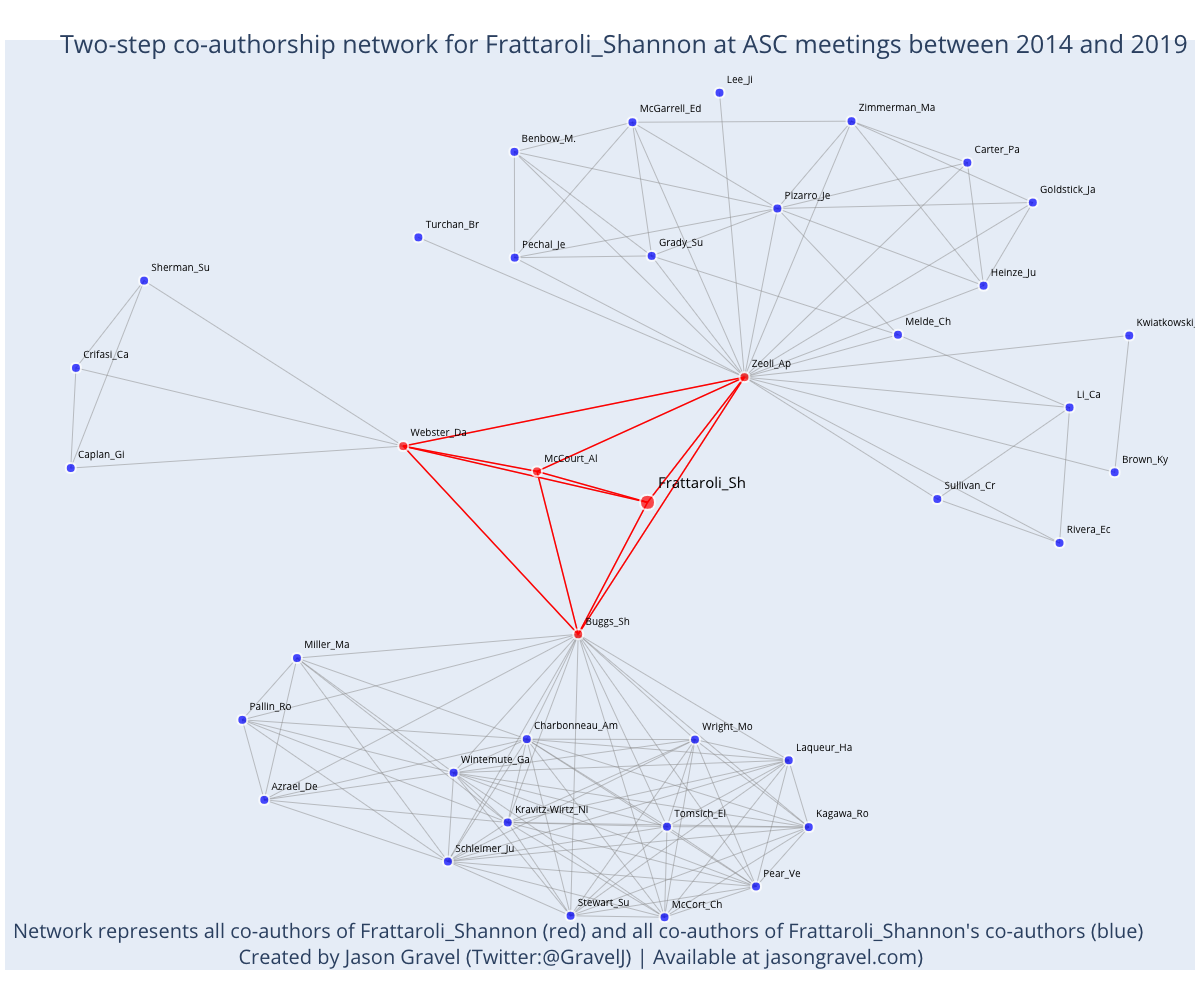 Two-step co-authorship network for Frattaroli_Shannon at ASC meetings between 2014 and 2019
Lee_Ji
McGarrell_Ed
Zimmerman_Ma
Benbow_M.
Carter_Pa
Goldstick_Ja
Pizarro_Je
Turchan_Br
Pechal_Je
Grady_Su
Sherman_Su
Heinze_Ju
Melde_Ch
Kwiatkowski_
Crifasi_Ca
Zeoli_Ap
Li_Ca
Webster_Da
Caplan_Gi
McCourt_Al
Brown_Ky
Frattaroli_Sh
Sullivan_Cr
Rivera_Ec
Buggs_Sh
Miller_Ma
Pallin_Ro
Charbonneau_Am
Wright_Mo
Laqueur_Ha
Wintemute_Ga
Azrael_De
Kravitz-Wirtz_Ni
Tomsich_El
Kagawa_Ro
Schleimer_Ju
Pear_Ve
Stewart_Su
McCort_Ch
Network represents all co-authors of Frattaroli_Shannon (red) and all co-authors of Frattaroli_Shannon's co-authors (blue)
Created by Jason Gravel (Twitter:@GravelJ) | Available at jasongravel.com)